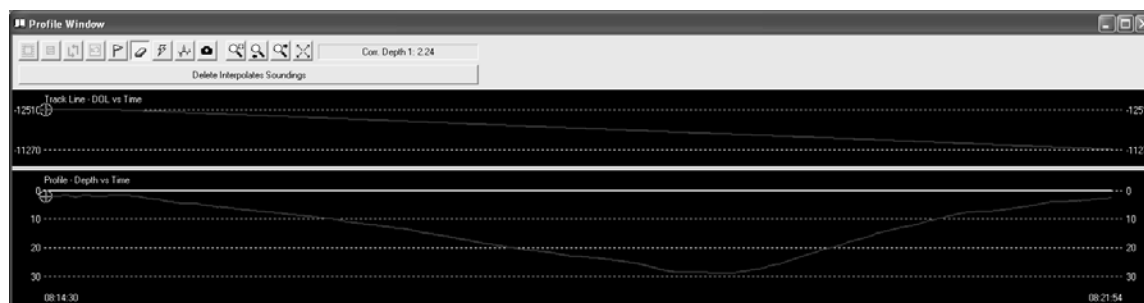 Profile Window
Corr. Depth 1: 2.24
Delete Interpolates Soundings
Track Line - DOL vs Time
-12510 -125
-11270 -112
Profile - Depth vs Time
0 0
10 10
20 20
30 30
08:14:30 08:21:54